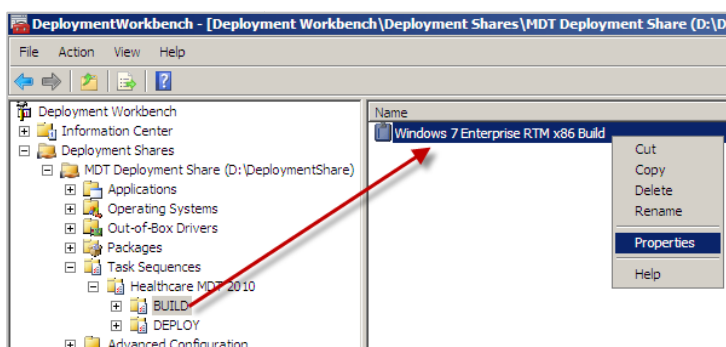 DeploymentWorkbench - [Deployment Workbench\Deployment Shares\MDT Deployment Share (D:\D
File Action View Help
Deployment Workbench
Information Center
Deployment Shares
MDT Deployment Share (D:\DeploymentShare)
Applications
Operating Systems
Out-of-Box Drivers
Packages
Task Sequences
Healthcare MDT 2010
BUILD
DEPLOY
Advanced Configuration
Name
Windows 7 Enterprise RTM x86 Build
Cut
Copy
Delete
Rename
Properties
Help